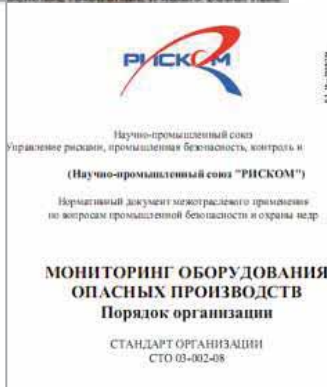 РИСКОМ
Научно-промышленный союз
Управление рисками, промышленная безопасность, контроль и
(Научно-промышленный союз "РИСКОМ")
Нормативный документ межотраслевого применения
по вопросам промышленной безопасности и охраны недр
МОНИТОРИНГ ОБОРУДОВАНИЯ
ОПАСНЫХ ПРОИЗВОДСТВ
Порядок организации
СТАНДАРТ ОРГАНИЗАЦИИ
СТО 03-002-08